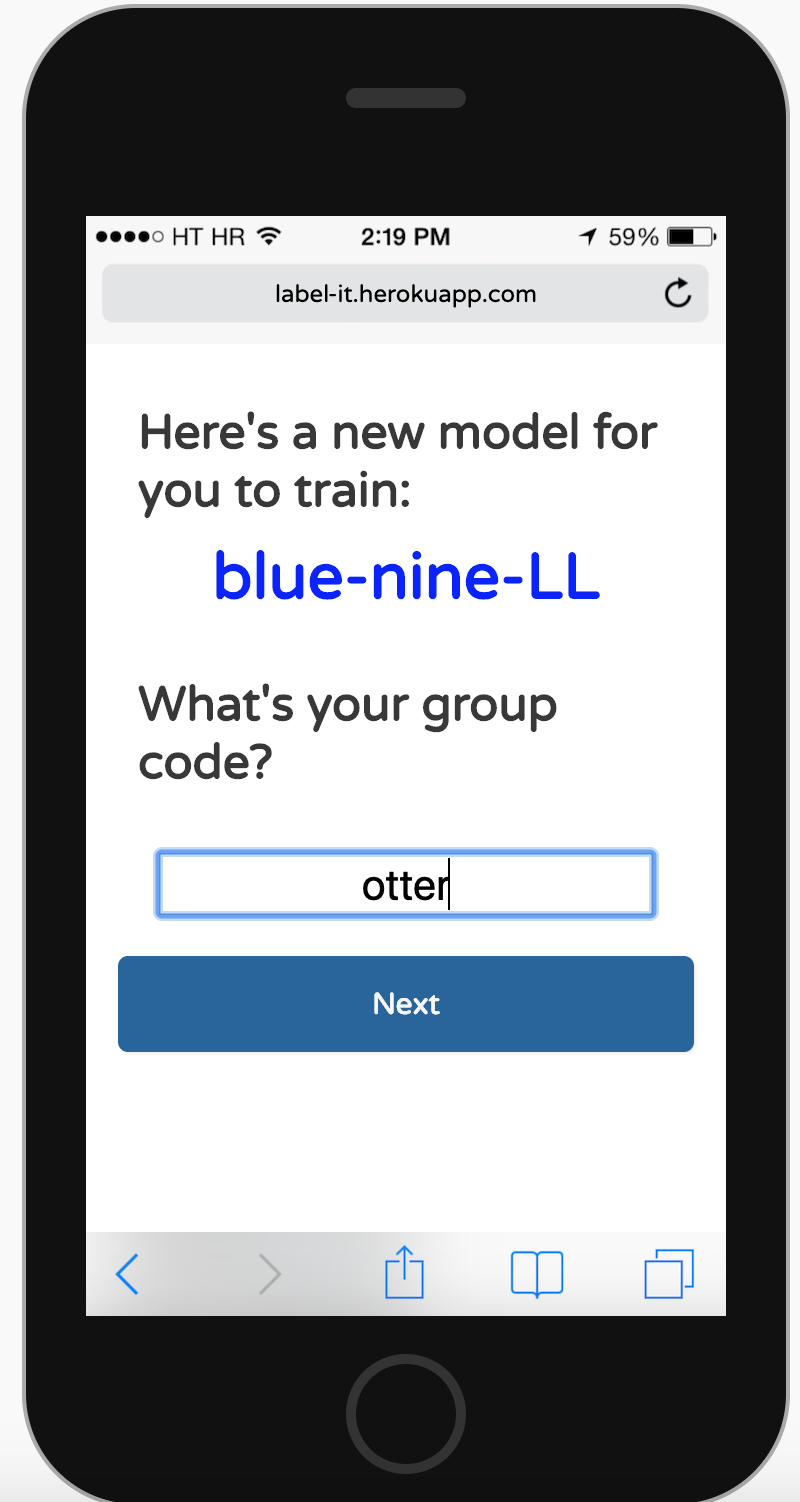 HT HR 2:19 PM 59%
label-it.herokuapp.com
Here's a new model for
you to train:
blue-nine-LL
What's your group
code?
otter
Next